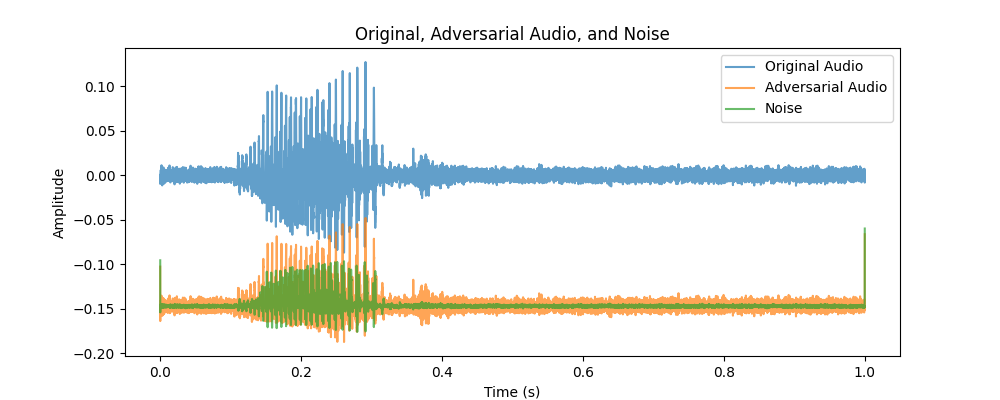 Original, Adversarial Audio, and Noise
Original Audio
Adversarial Audio
Noise
Amplitude
0.10
0.05
0.00
−0.05
−0.10
−0.15
−0.20
0.0 0.2 0.4 0.6 0.8 1.0
Time (s)